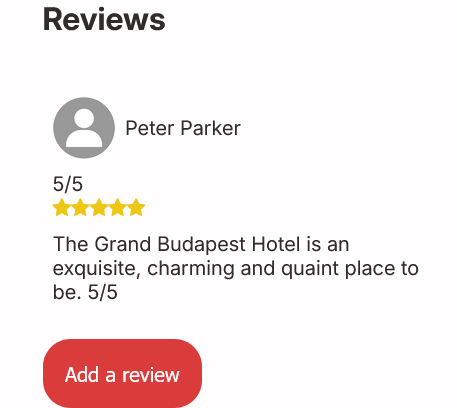 Reviews
Peter Parker
5/5
The Grand Budapest Hotel is an
exquisite, charming and quaint place to
be. 5/5
Add a review